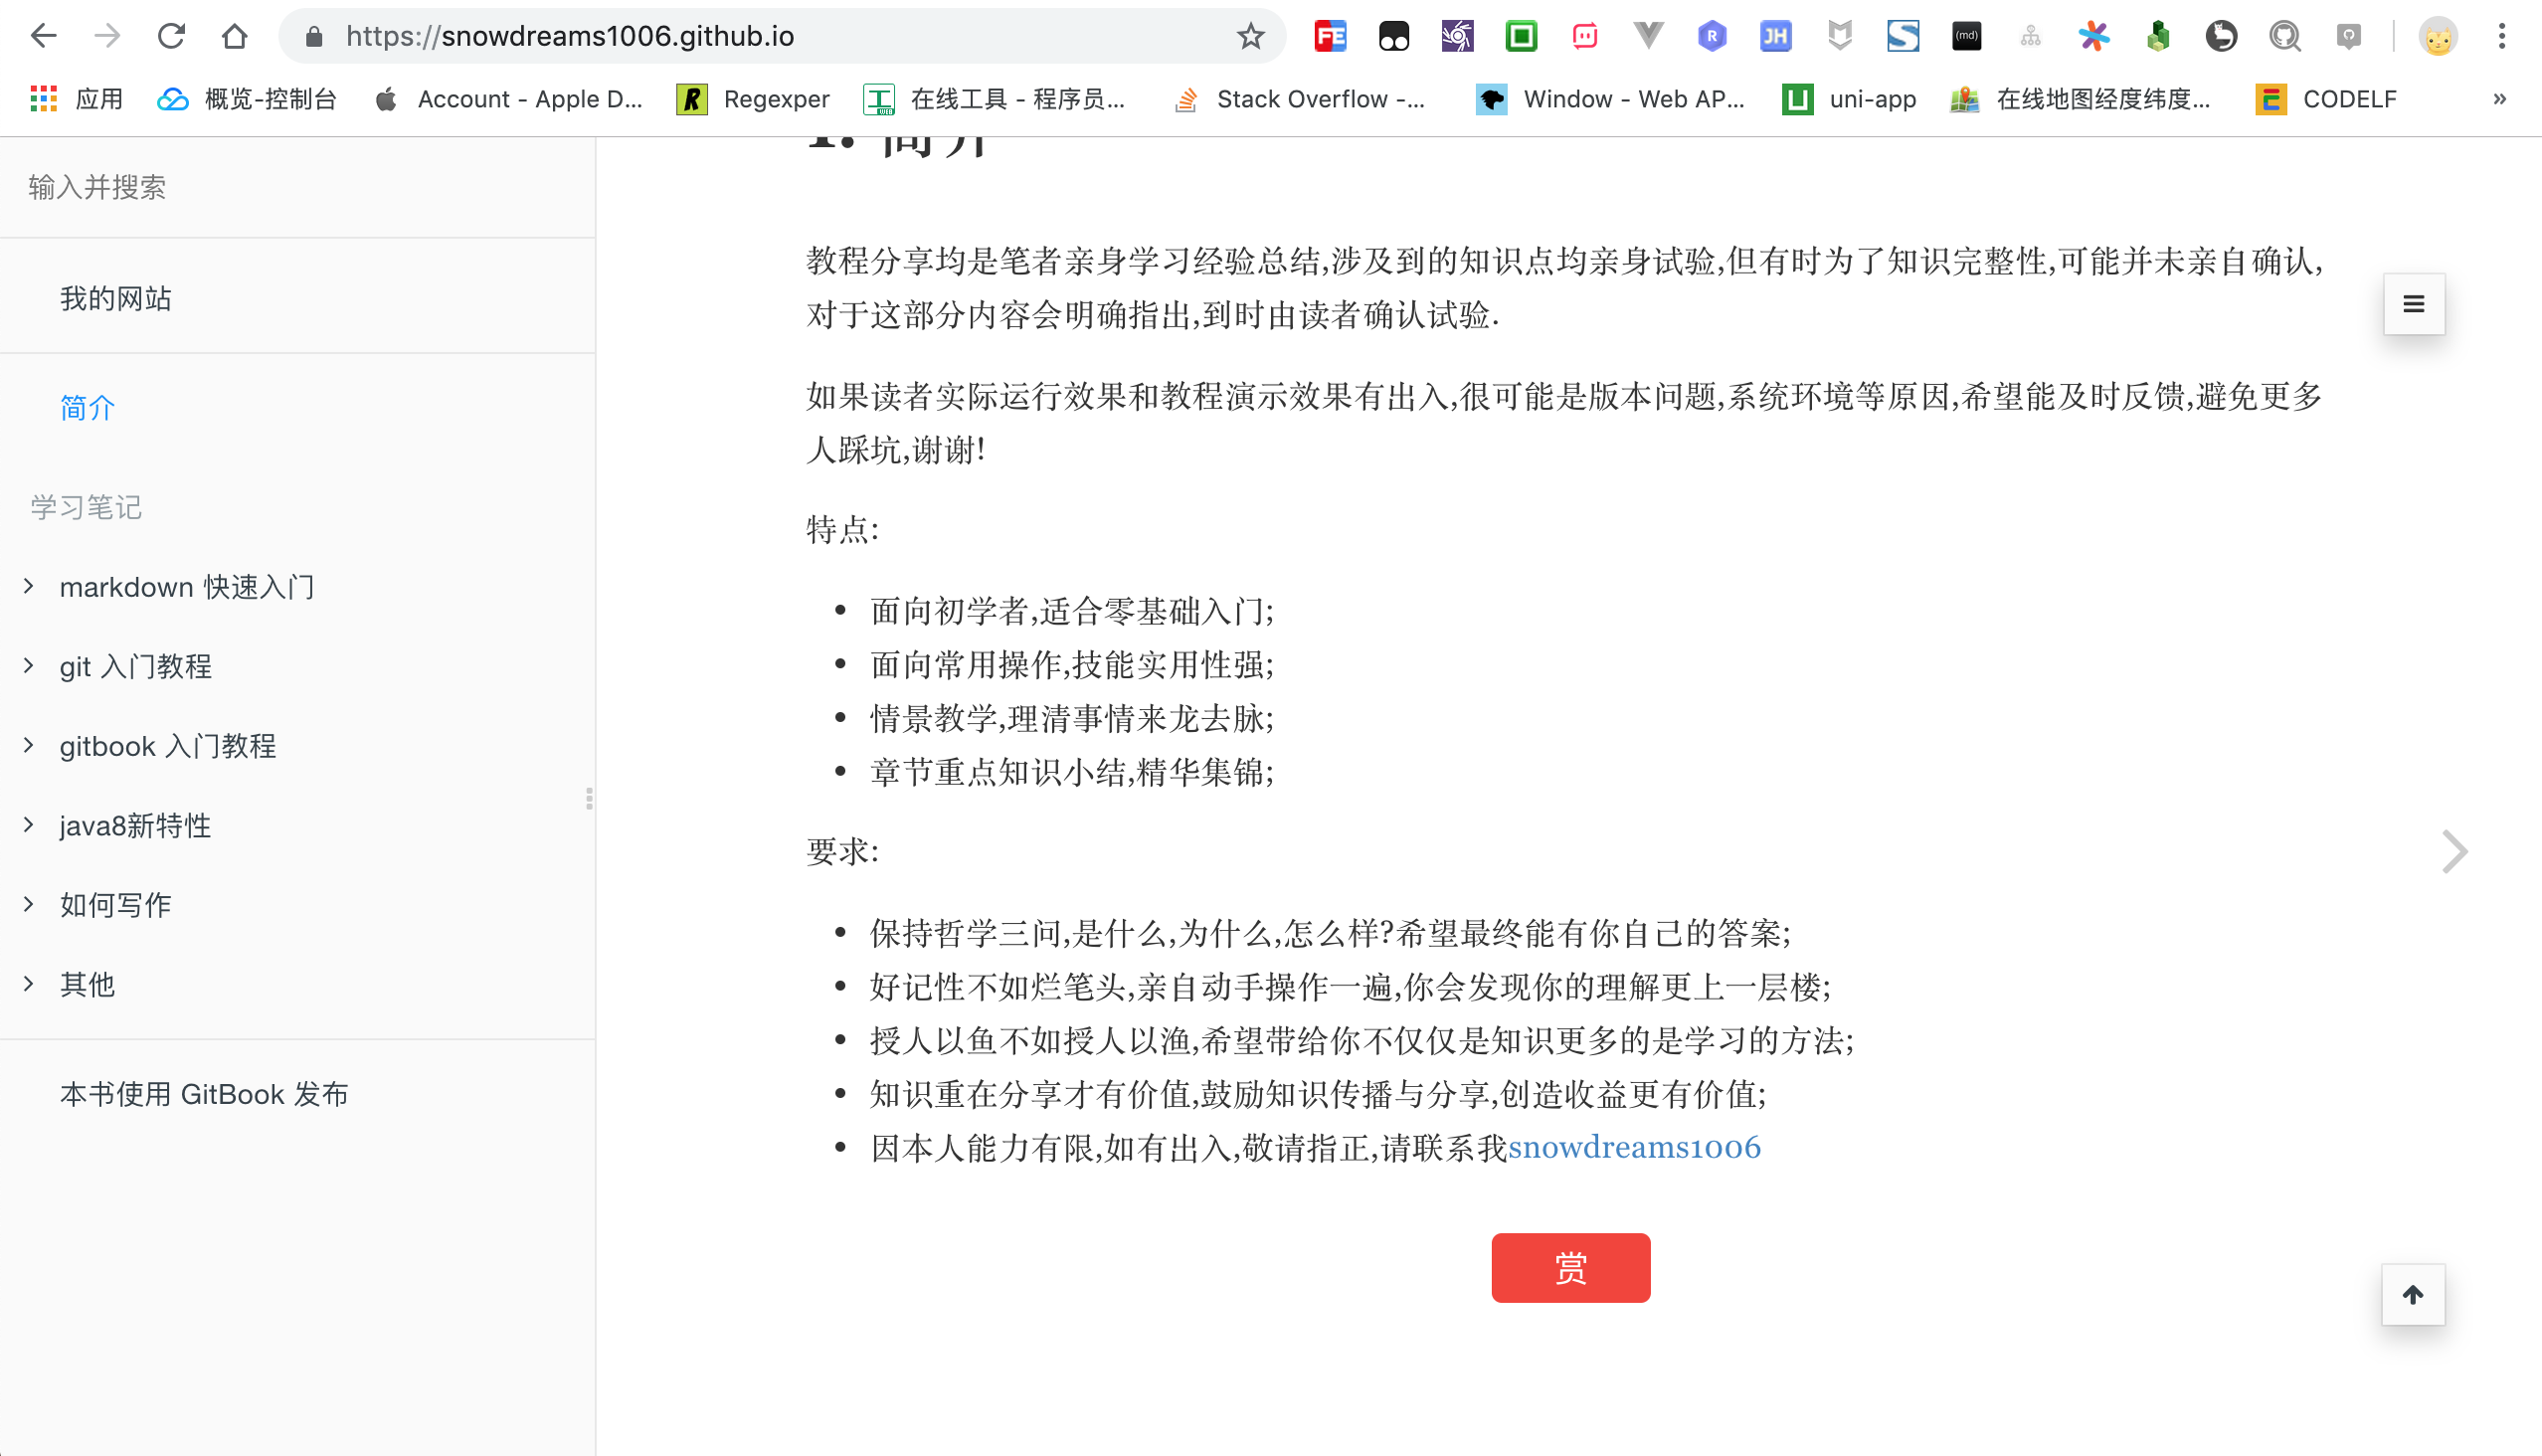 https://snowdreams1006.github.io
FE
R
JH
S
(md)
应用
概览-控制台
Account - Apple D...
R
Regexper
工
在线工具 - 程序员...
Stack Overflow -...
Window - Web AP...
uni-app
在线地图经度纬度...
E
CODELF
»
输入并搜索
我的网站
简介
学习笔记
markdown 快速入门
git 入门教程
gitbook 入门教程
java8新特性
如何写作
其他
本书使用 GitBook 发布
1. 简介
教程分享均是笔者亲身学习经验总结,涉及到的知识点均亲身试验,但有时为了知识完整性,可能并未亲自确认,
对于这部分内容会明确指出,到时由读者确认试验.
如果读者实际运行效果和教程演示效果有出入,很可能是版本问题,系统环境等原因,希望能及时反馈,避免更多
人踩坑,谢谢!
特点:
• 面向初学者,适合零基础入门;
• 面向常用操作,技能实用性强;
• 情景教学,理清事情来龙去脉;
• 章节重点知识小结,精华集锦;
要求:
• 保持哲学三问,是什么,为什么,怎么样?希望最终能有你自己的答案;
• 好记性不如烂笔头,亲自动手操作一遍,你会发现你的理解更上一层楼;
• 授人以鱼不如授人以渔,希望带给你不仅仅是知识更多的是学习的方法;
• 知识重在分享才有价值,鼓励知识传播与分享,创造收益更有价值;
• 因本人能力有限,如有出入,敬请指正,请联系我snowdreams1006
赏